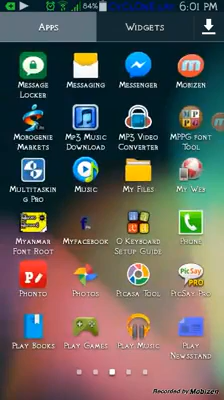 84% 6:01 PM
Apps Widgets
Message Locker Messaging Messenger Mobizen
Mobogenie Markets Mp3 Music Download MP3 Video Converter MPPG font Tool
Multitasking Pro Music My Files My Web
Myanmar Font Root MyFacebook O Keyboard Setup Guide Phone
Phonto Photos Picasa Tool PicSay Pro
Play Books Play Games Play Music Play Newsstand
Recorded by Mobizen